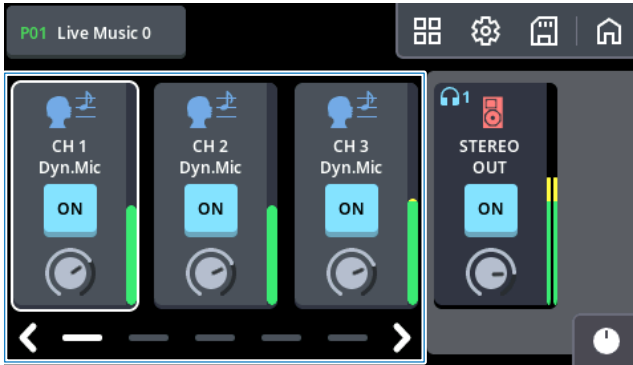 P01 Live Music 0
CH 1
Dyn.Mic
ON
CH 2
Dyn.Mic
ON
CH 3
Dyn.Mic
ON
1
STEREO
OUT
ON